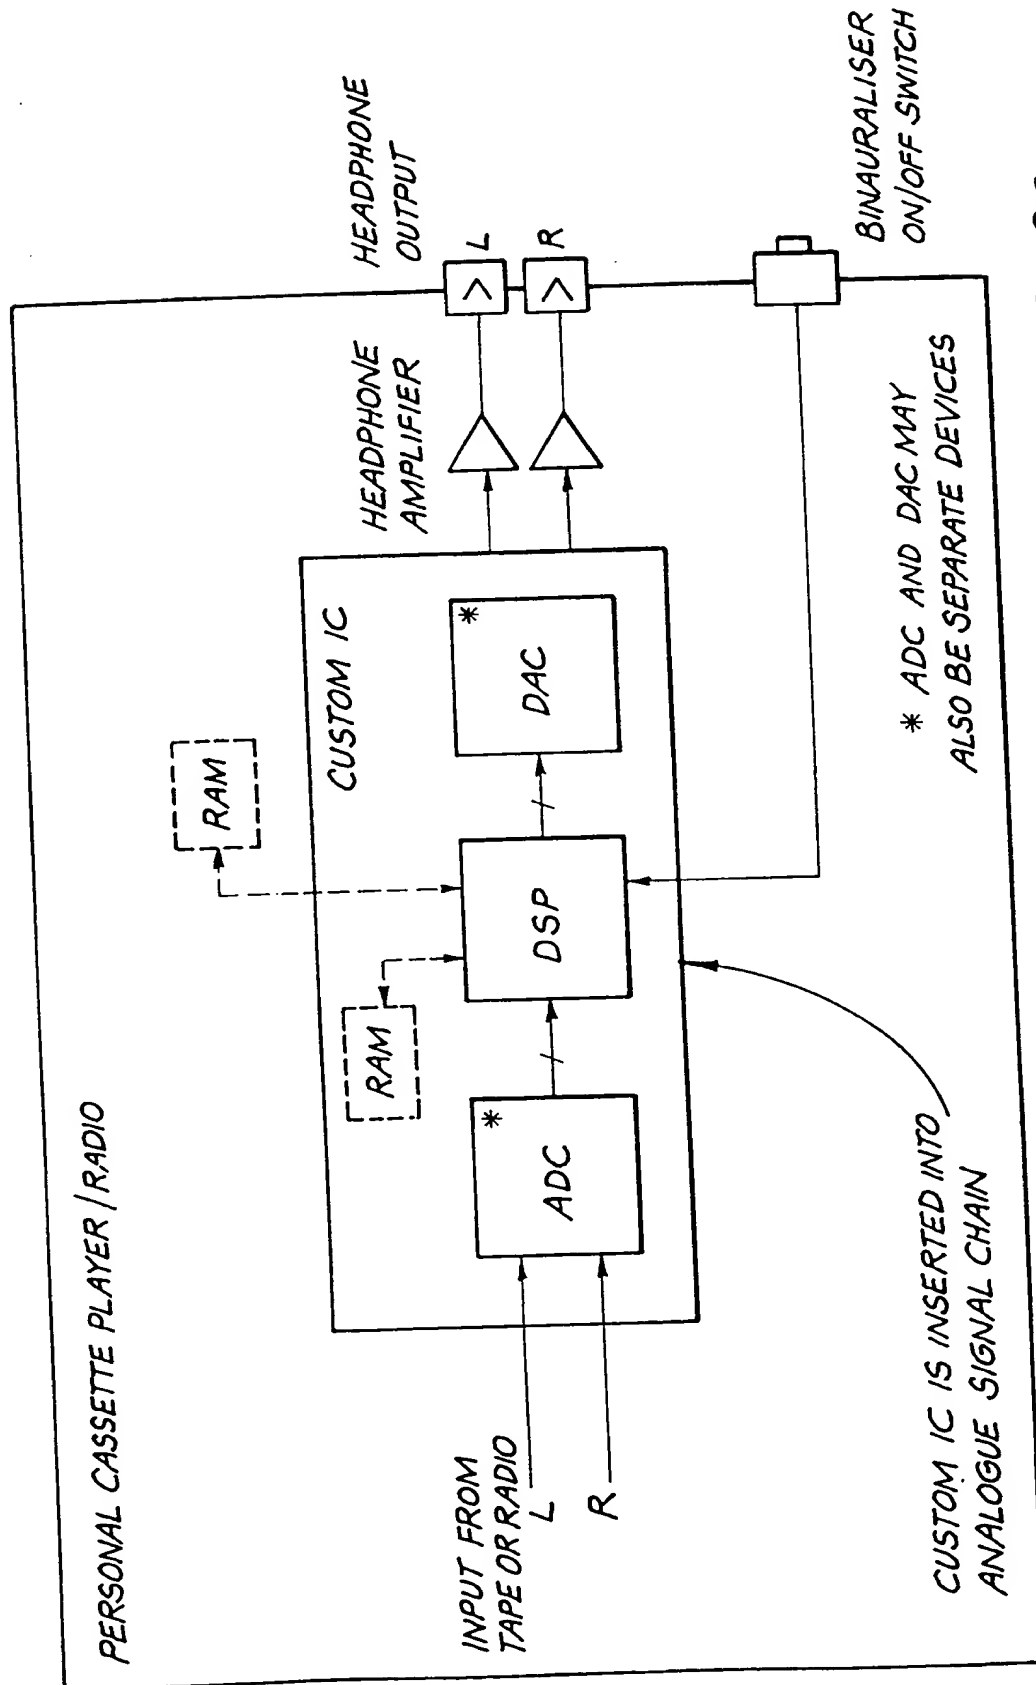 PERSONAL CASSETTE PLAYER/RADIO
RAM
HEADPHONE
OUTPUT
HEADPHONE
AMPLIFIER
CUSTOM IC
RAM
INPUT FROM
TAPE OR RADIO
L
R
*
ADC
DSP
*
DAC
L
R
BINAURALISER
ON/OFF SWITCH
* ADC AND DAC MAY
ALSO BE SEPARATE DEVICES
CUSTOM IC IS INSERTED INTO
ANALOGUE SIGNAL CHAIN